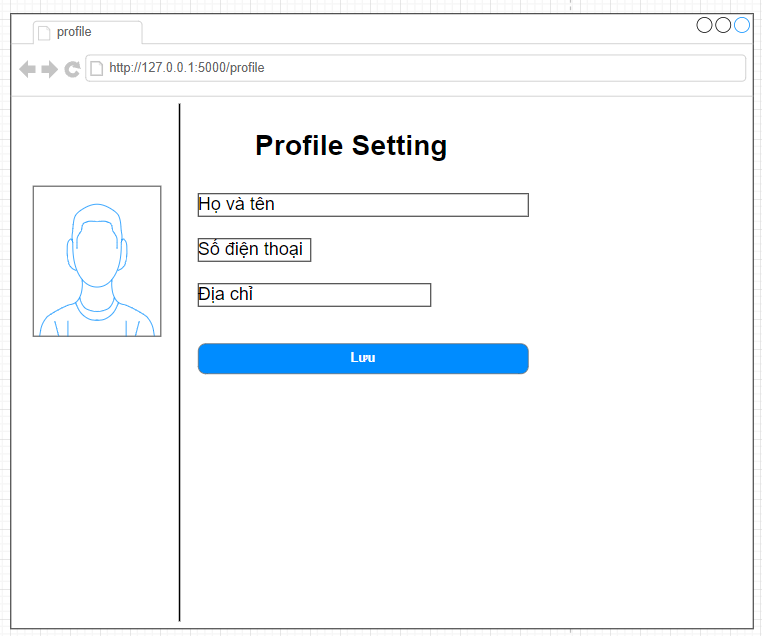 profile
http://127.0.0.1:5000/profile
Profile Setting
Họ và tên
Số điện thoại
Địa chỉ
Lưu